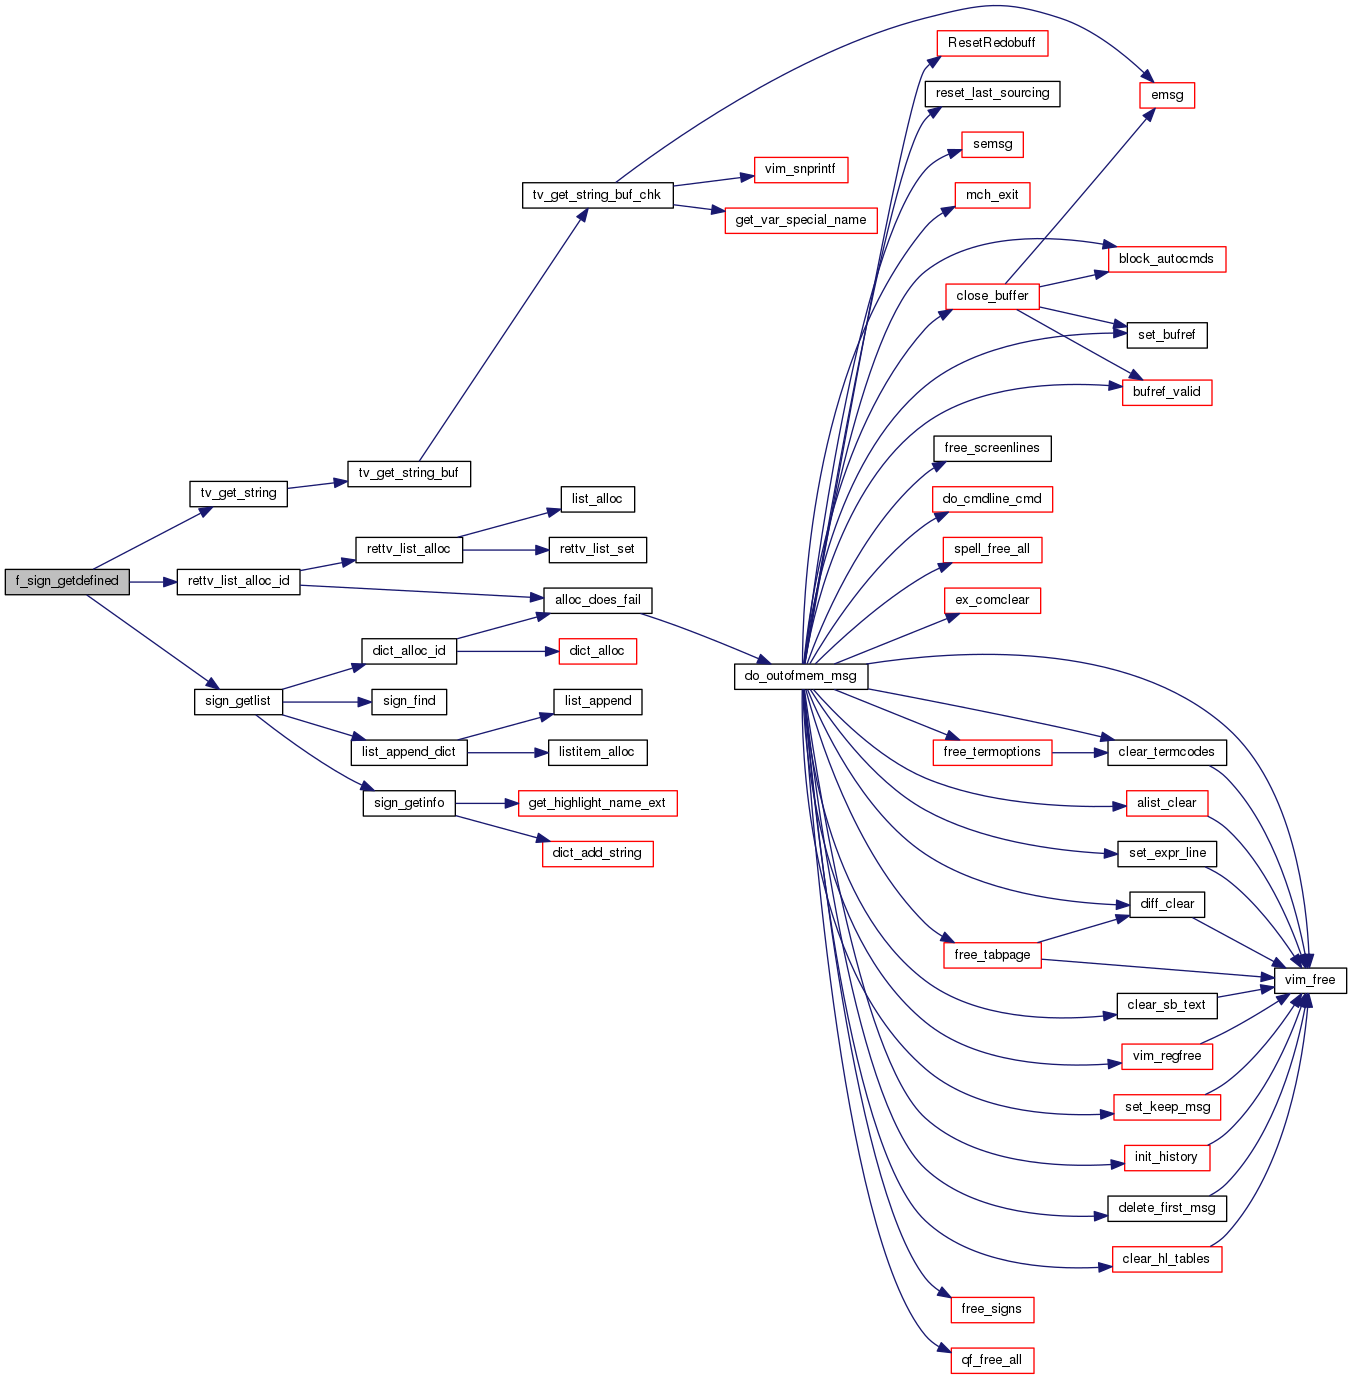 ResetRedobuff
reset_last_sourcing
emsg
semsg
vim_snprintf
mch_exit
tv_get_string_buf_chk
get_var_special_name
block_autocmds
close_buffer
set_bufref
bufref_valid
free_screenlines
tv_get_string_buf
tv_get_string
list_alloc
do_cmdline_cmd
rettv_list_alloc
rettv_list_set
spell_free_all
f_sign_getdefined
rettv_list_alloc_id
alloc_does_fail
ex_comclear
dict_alloc_id
dict_alloc
do_outofmem_msg
sign_getlist
sign_find
list_append
list_append_dict
listitem_alloc
free_termoptions
clear_termcodes
sign_getinfo
get_highlight_name_ext
alist_clear
dict_add_string
set_expr_line
diff_clear
free_tabpage
vim_free
clear_sb_text
vim_regfree
set_keep_msg
init_history
delete_first_msg
clear_hl_tables
free_signs
qf_free_all